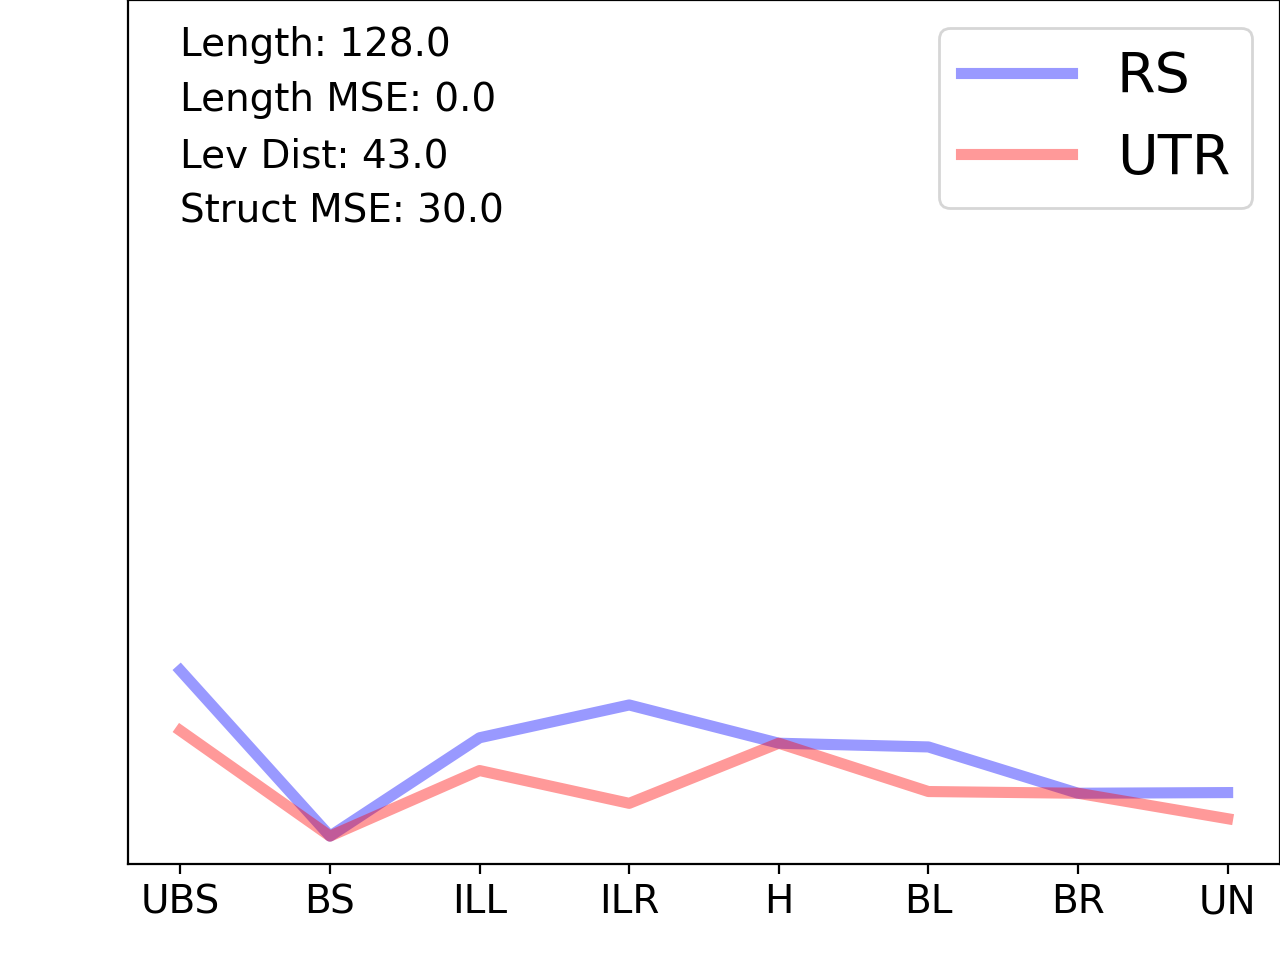 Length: 128.0
Length MSE: 0.0
Lev Dist: 43.0
Struct MSE: 30.0
RS
UTR
UBS BS ILL ILR H BL BR UN